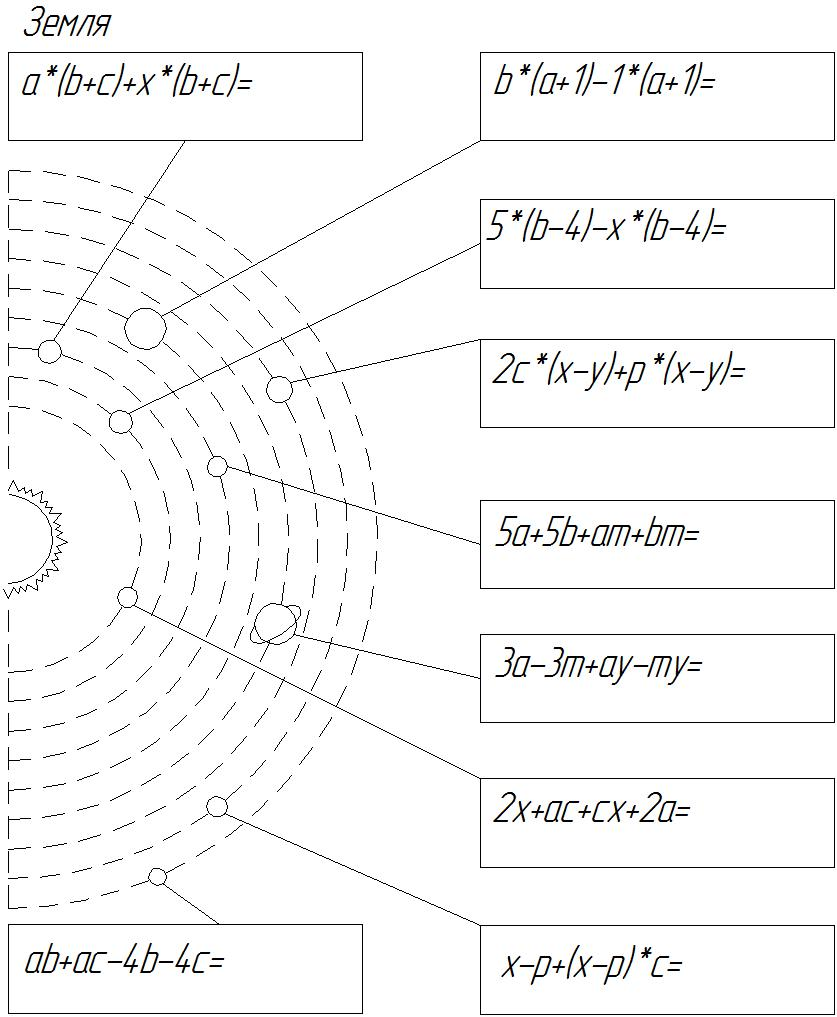 Земля
a*(b+c)+x*(b+c)=
b*(a+1)-1*(a+1)=
5*(b-4)-x*(b-4)=
2c*(x-y)+p*(x-y)=
5a+5b+am+bm=
3a-3m+ay-my=
2x+ac+cx+2a=
ab+ac-4b-4c=
x-p+(x-p)*c=